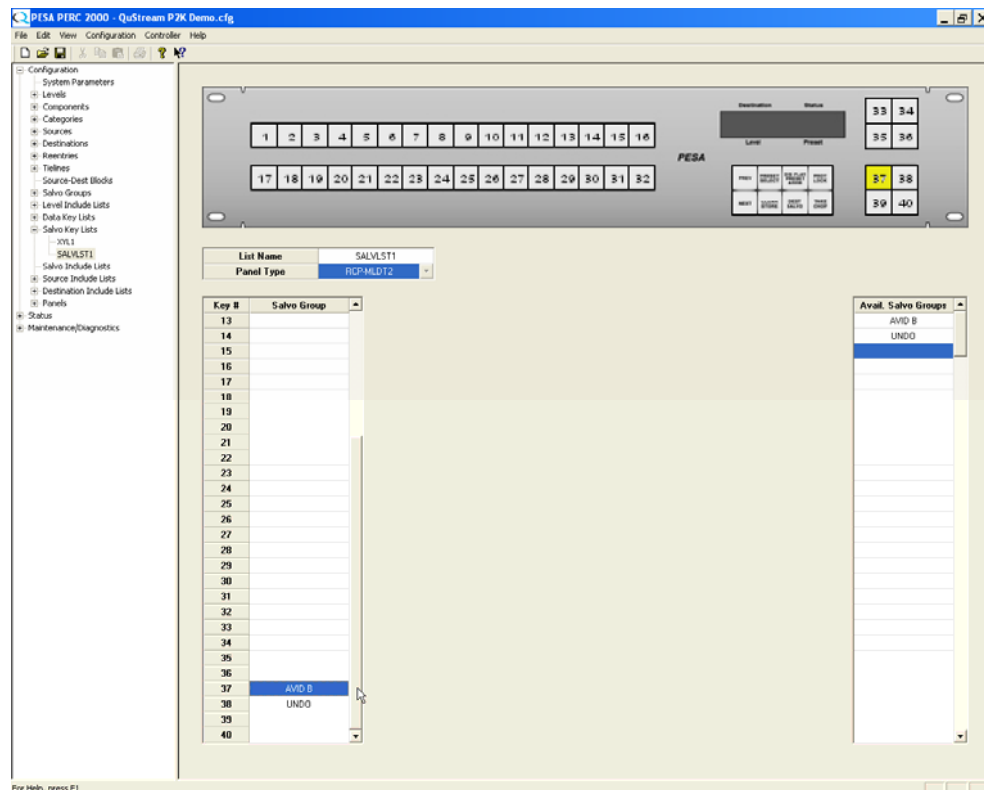 PESA PERC 2000 - QuStream P2K Demo.cfg
File Edit View Configuration Controller Help
Configuration
System Parameters
Levels
Components
Categories
Sources
Destinations
Reentries
Tielines
Source-Dest Blocks
Salvo Groups
Level Include Lists
Data Key Lists
Salvo Key Lists
XYL1
SALVLST1
Salvo Include Lists
Source Include Lists
Destination Include Lists
Panels
Status
Maintenance/Diagnostics
Destination Status
33 34
1 2 3 4 5 6 7 8 9 10 11 12 13 14 15 16
35 36
Level Preset
PESA
17 18 19 20 21 22 23 24 25 26 27 28 29 30 31 32
37 38
39 40
PREV
NEXT
List Name SALVLST1
Panel Type RCP-MLDT2
Key # Salvo Group
13
14
15
16
17
18
19
20
21
22
23
24
25
26
27
28
29
30
31
32
33
34
35
36
37 AVID B
38 UNDO
39
40
Avail. Salvo Groups
AVID B
UNDO
For Help, press F1